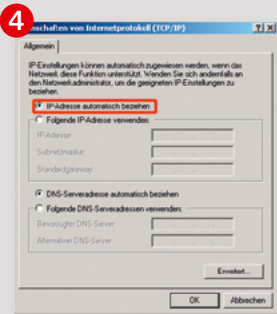 4
enschaften von Internetprotokoll (TCP/IP)
Allgemein
IP-Einstellungen können automatisch zugewiesen werden, wenn das
Netzwerk diese Funktion unterstützt. Wenden Sie sich andernfalls an
den Netzwerkadministrator, um die geeigneten IP-Einstellungen zu
beziehen.
IP-Adresse automatisch beziehen
Folgende IP-Adresse verwenden:
IP-Adresse:
Subnetzmaske:
Standardgateway:
DNS-Serveradresse automatisch beziehen
Folgende DNS-Serveradressen verwenden:
Bevorzugter DNS-Server:
Alternativer DNS-Server:
Erweitert...
OK
Abbrechen